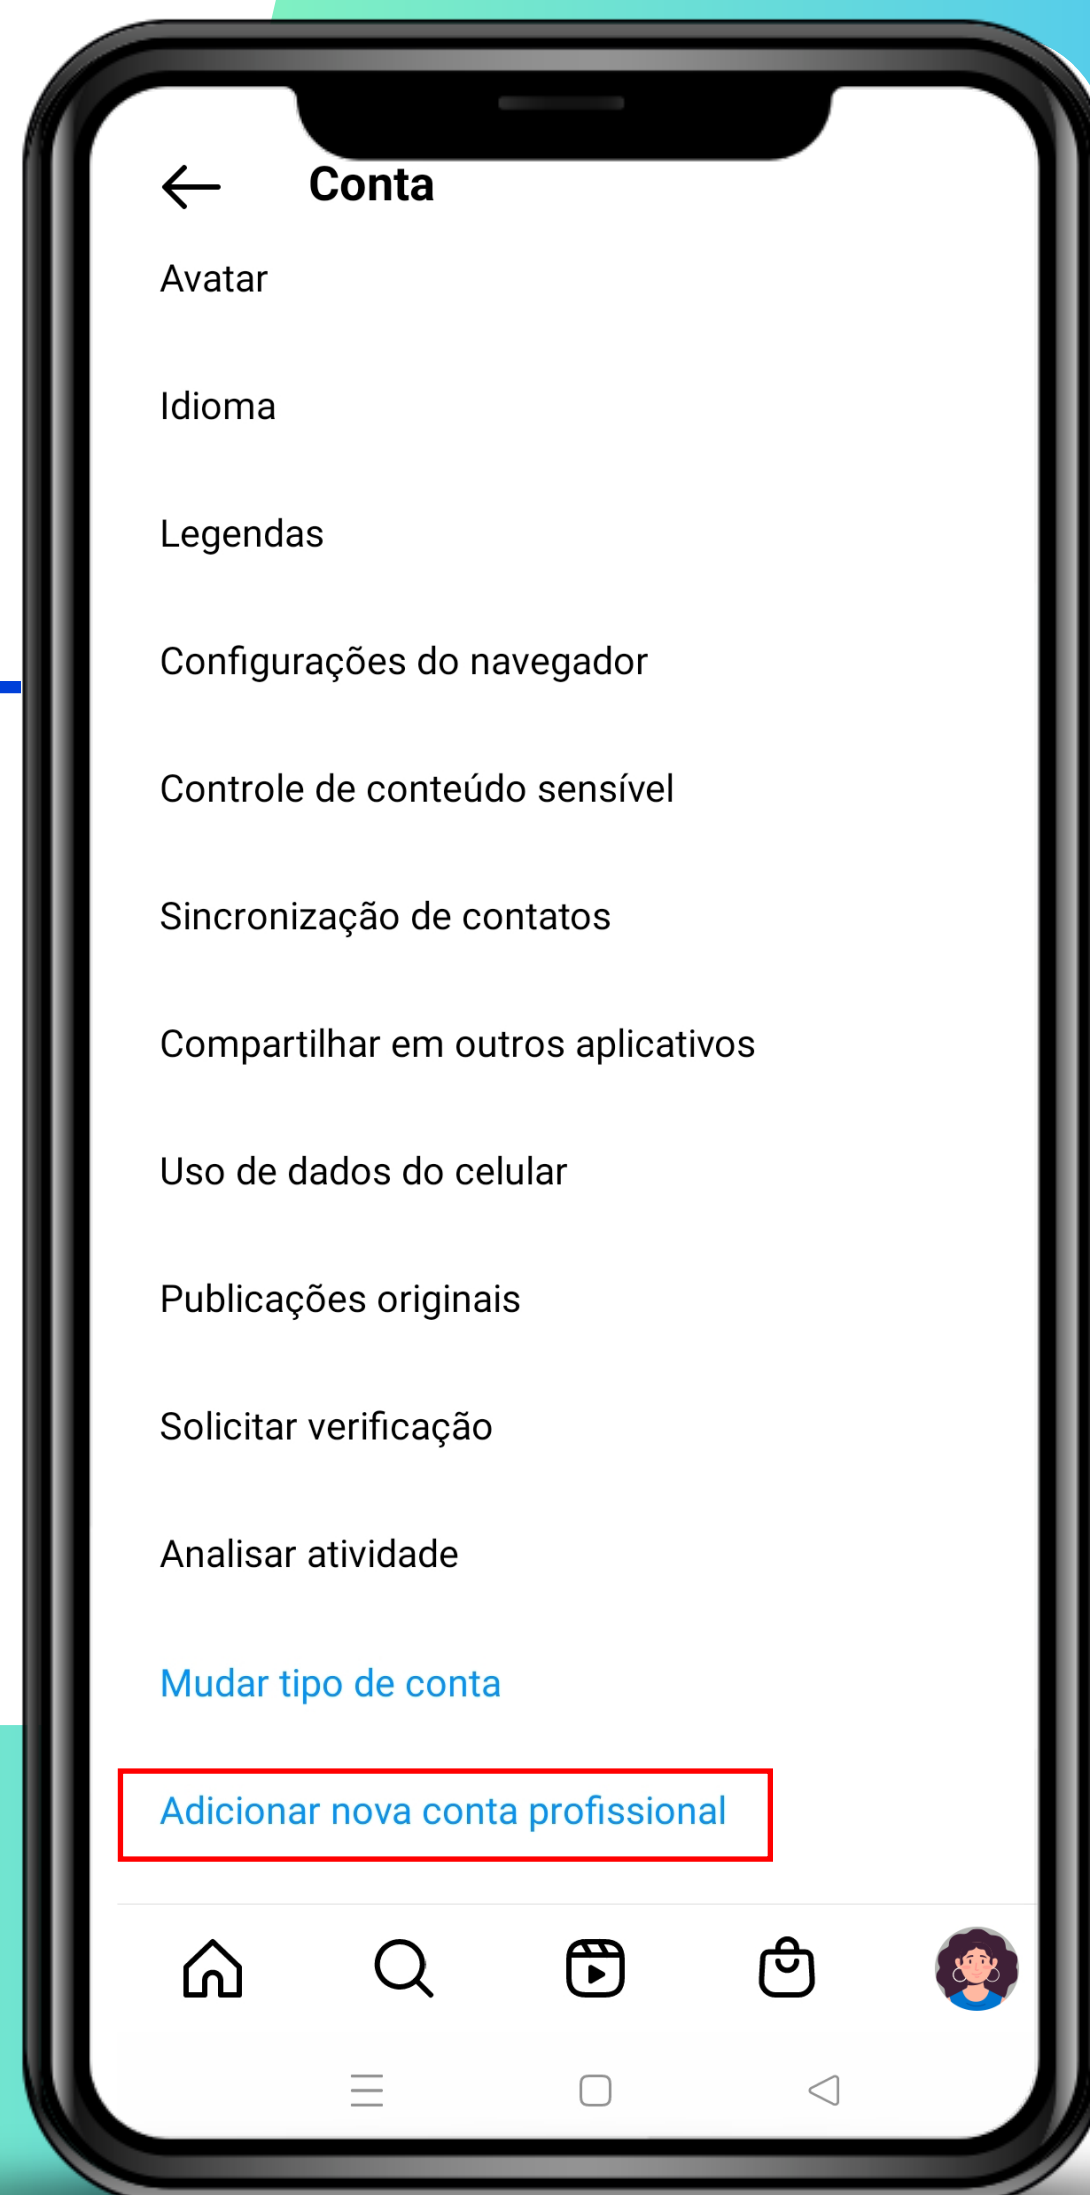 Conta
Avatar
Idioma
Legendas
Configurações do navegador
Controle de conteúdo sensível
Sincronização de contatos
Compartilhar em outros aplicativos
Uso de dados do celular
Publicações originais
Solicitar verificação
Analisar atividade
Mudar tipo de conta
Adicionar nova conta profissional